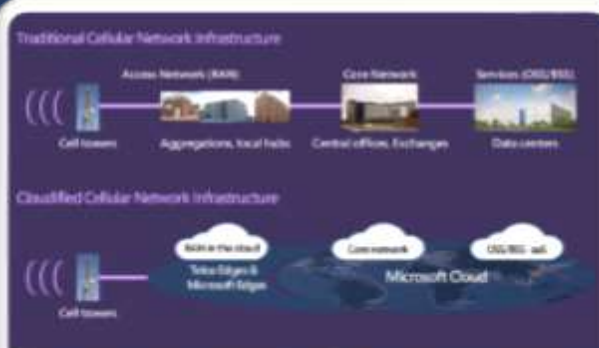 Traditional Cellular Network Infrastructure
Access Network (RAN)
Core Network
Services (OSS/BSS)
Cell towers
Aggregations, local hubs
Central offices, Exchanges
Data centers
Cloudified Cellular Network Infrastructure
RAN in the cloud
Core network
OSS/BSS - aaS
Telco Edges &
Microsoft Edges
Microsoft Cloud
Cell towers